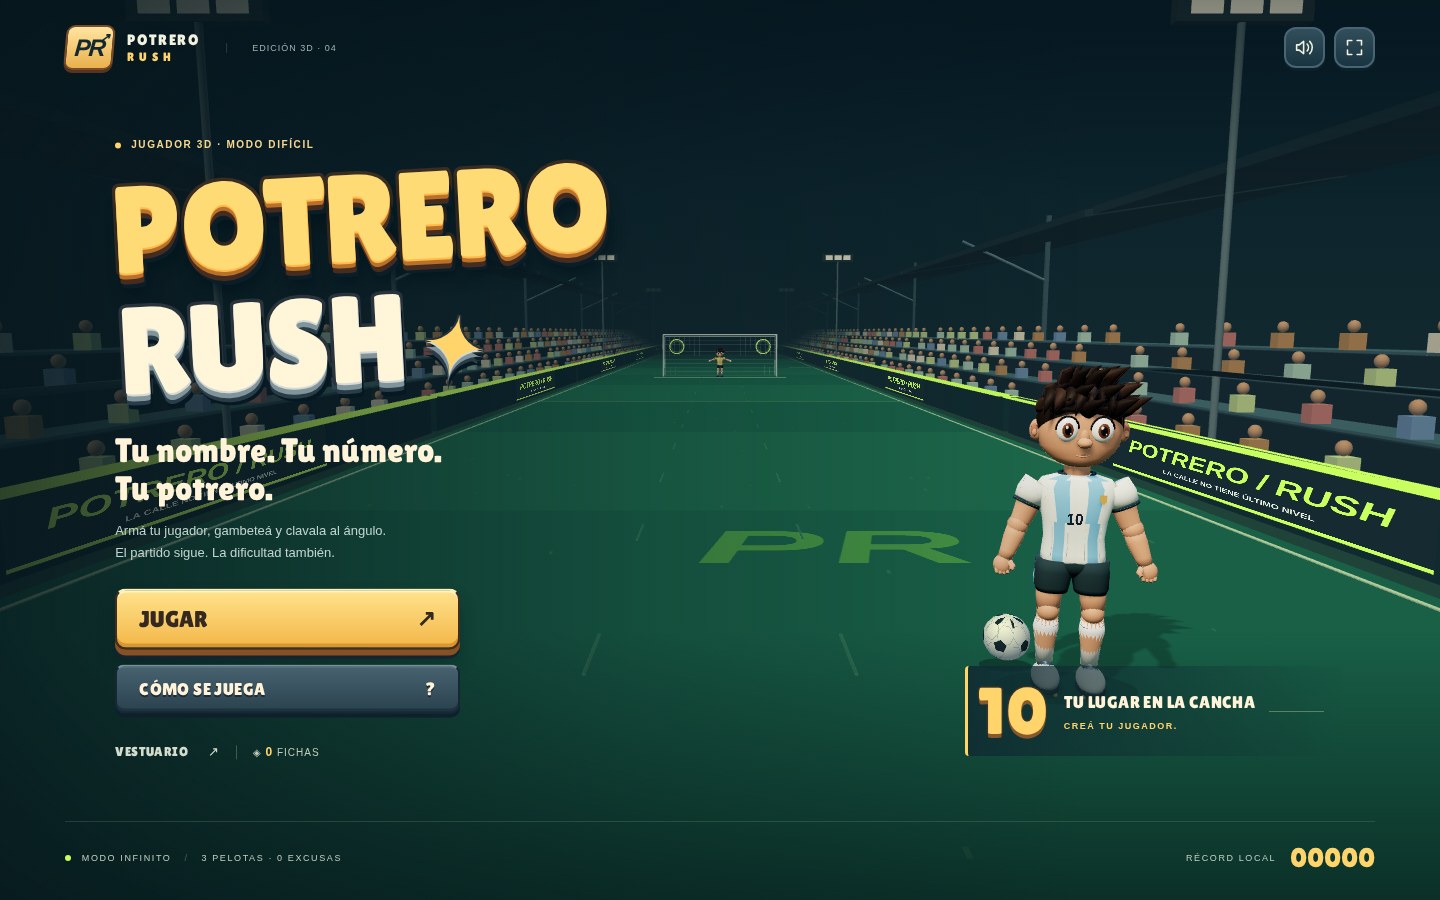 PR
POTRERO
RUSH
EDICIÓN 3D · 04
JUGADOR 3D · MODO DIFÍCIL
POTRERO
RUSH
Tu nombre. Tu número.
Tu potrero.
Armá tu jugador, gambeteá y clavala al ángulo.
El partido sigue. La dificultad también.
JUGAR ↗
CÓMO SE JUEGA ?
VESTUARIO ↗ ◈ 0 FICHAS
POTRERO / RUSH
PR
10
POTRERO / RUSH
LA CALLE NO TIENE ÚLTIMO NIVEL
10
TU LUGAR EN LA CANCHA
CREÁ TU JUGADOR.
MODO INFINITO / 3 PELOTAS · 0 EXCUSAS
RÉCORD LOCAL 00000